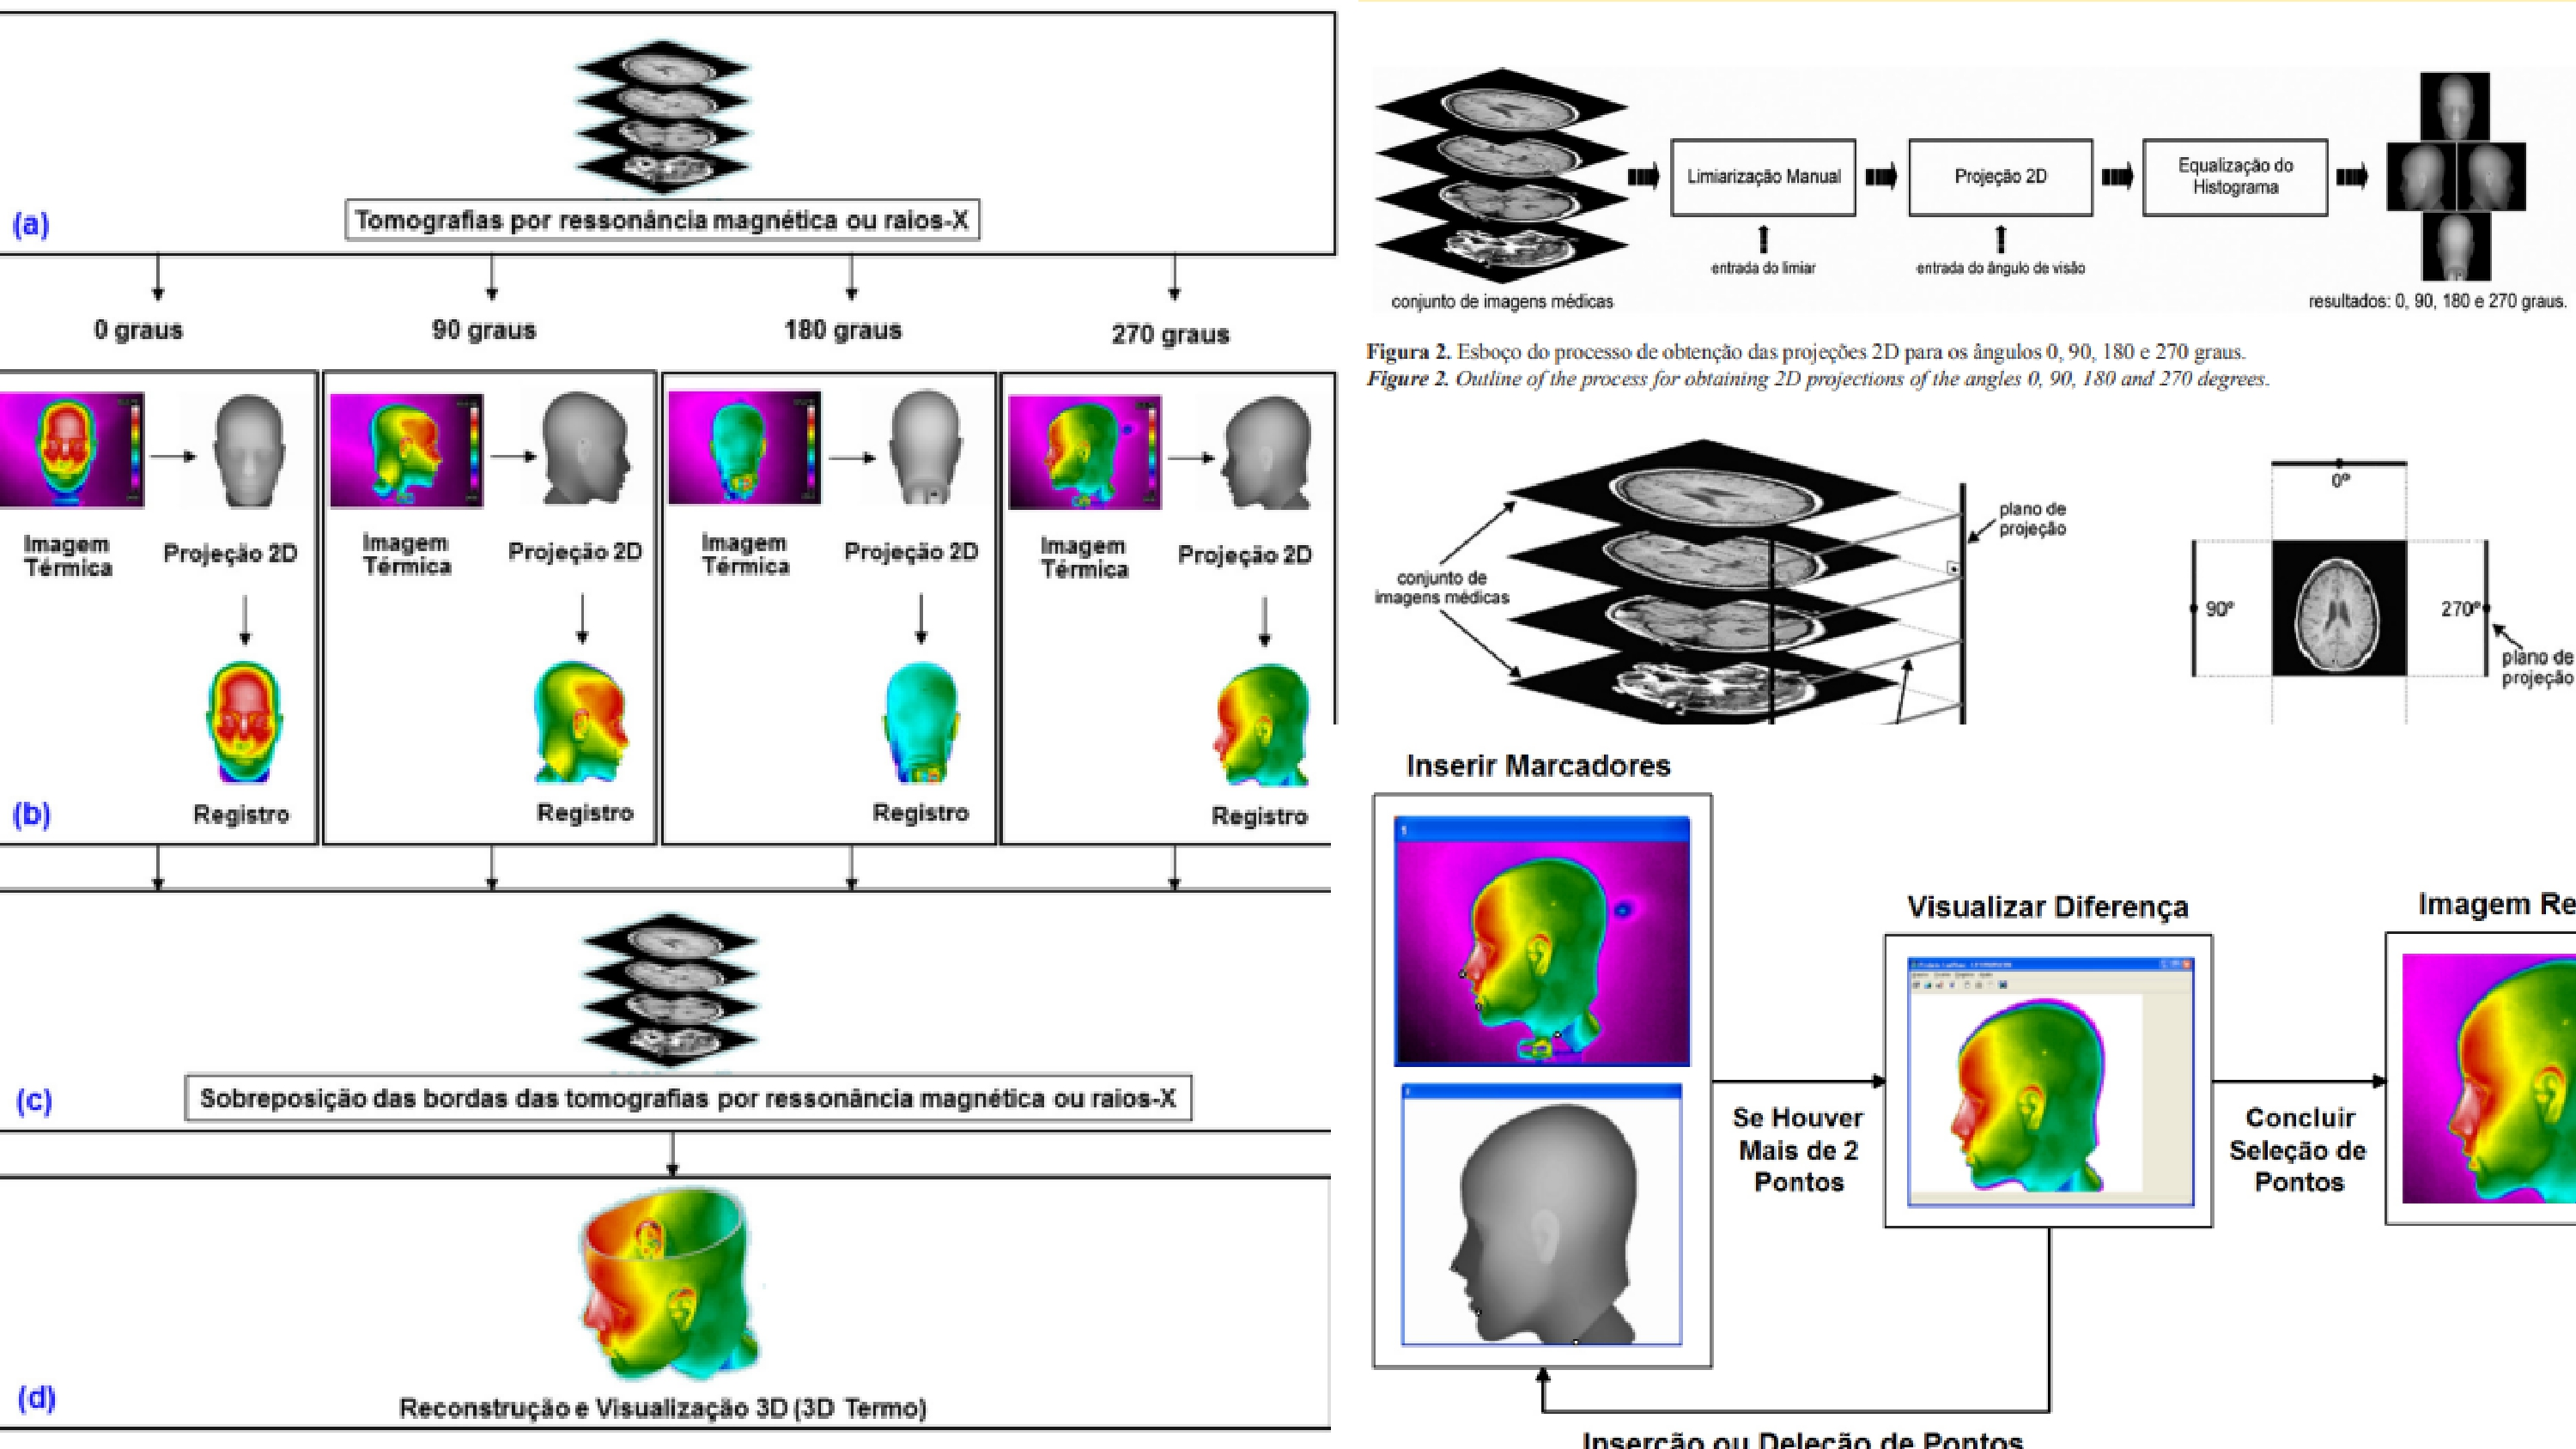 Tomografias por ressonância magnética ou raios-X
(a)
0 graus
90 graus
180 graus
270 graus
Imagem
Térmica
Projeção 2D
Registro
Imagem
Térmica
Projeção 2D
Registro
Imagem
Térmica
Projeção 2D
Registro
Imagem
Térmica
Projeção 2D
Registro
(b)
Sobreposição das bordas das tomografias por ressonância magnética ou raios-X
(c)
Reconstrução e Visualização 3D (3D Termo)
(d)
Limiarização Manual
Projeção 2D
Equalização do
Histograma
entrada do limiar
entrada do ângulo de visão
conjunto de imagens médicas
resultados: 0, 90, 180 e 270 graus.
Figura 2. Esboço do processo de obtenção das projeções 2D para os ângulos 0, 90, 180 e 270 graus.
Figure 2. Outline of the process for obtaining 2D projections of the angles 0, 90, 180 and 270 degrees.
conjunto de
imagens médicas
plano de
projeção
0º
90º
270º
plano de
projeção
Inserir Marcadores
Se Houver
Mais de 2
Pontos
Visualizar Diferença
Concluir
Seleção de
Pontos
Imagem Re
Inserção ou Deleção de Pontos